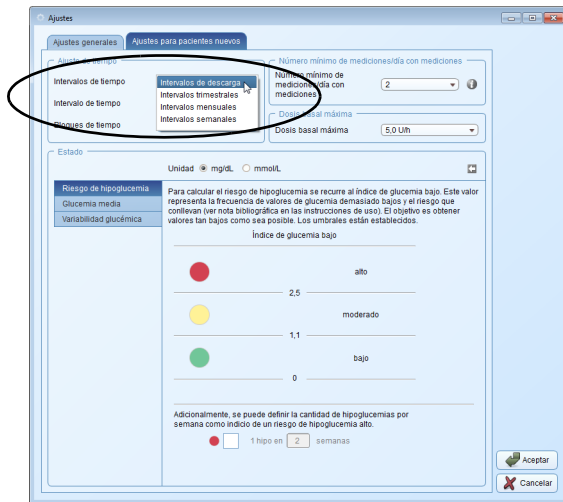 Ajustes
Ajustes generales
Ajustes para pacientes nuevos
Ajuste de tiempo
Intervalos de tiempo
Intervalo de tiempo
Bloques de tiempo
Intervalos de descarga
Intervalos trimestrales
Intervalos mensuales
Intervalos semanales
Número mínimo de mediciones/día con mediciones
Número mínimo de
mediciones/día con
mediciones
2
Dosis basal máxima
Dosis basal máxima
5,0 U/h
Estado
Unidad mg/dL mmol/L
Riesgo de hipoglucemia
Glucemia media
Variabilidad glucémica
Para calcular el riesgo de hipoglucemia se recurre al índice de glucemia bajo. Este valor
representa la frecuencia de valores de glucemia demasiado bajos y el riesgo que
conllevan (ver nota bibliográfica en las instrucciones de uso). El objetivo es obtener
valores tan bajos como sea posible. Los umbrales están establecidos.
Índice de glucemia bajo
alto
2,5
moderado
1,1
bajo
0
Adicionalmente, se puede definir la cantidad de hipoglucemias por
semana como indicio de un riesgo de hipoglucemia alto.
1 hipo en 2 semanas
Aceptar
Cancelar